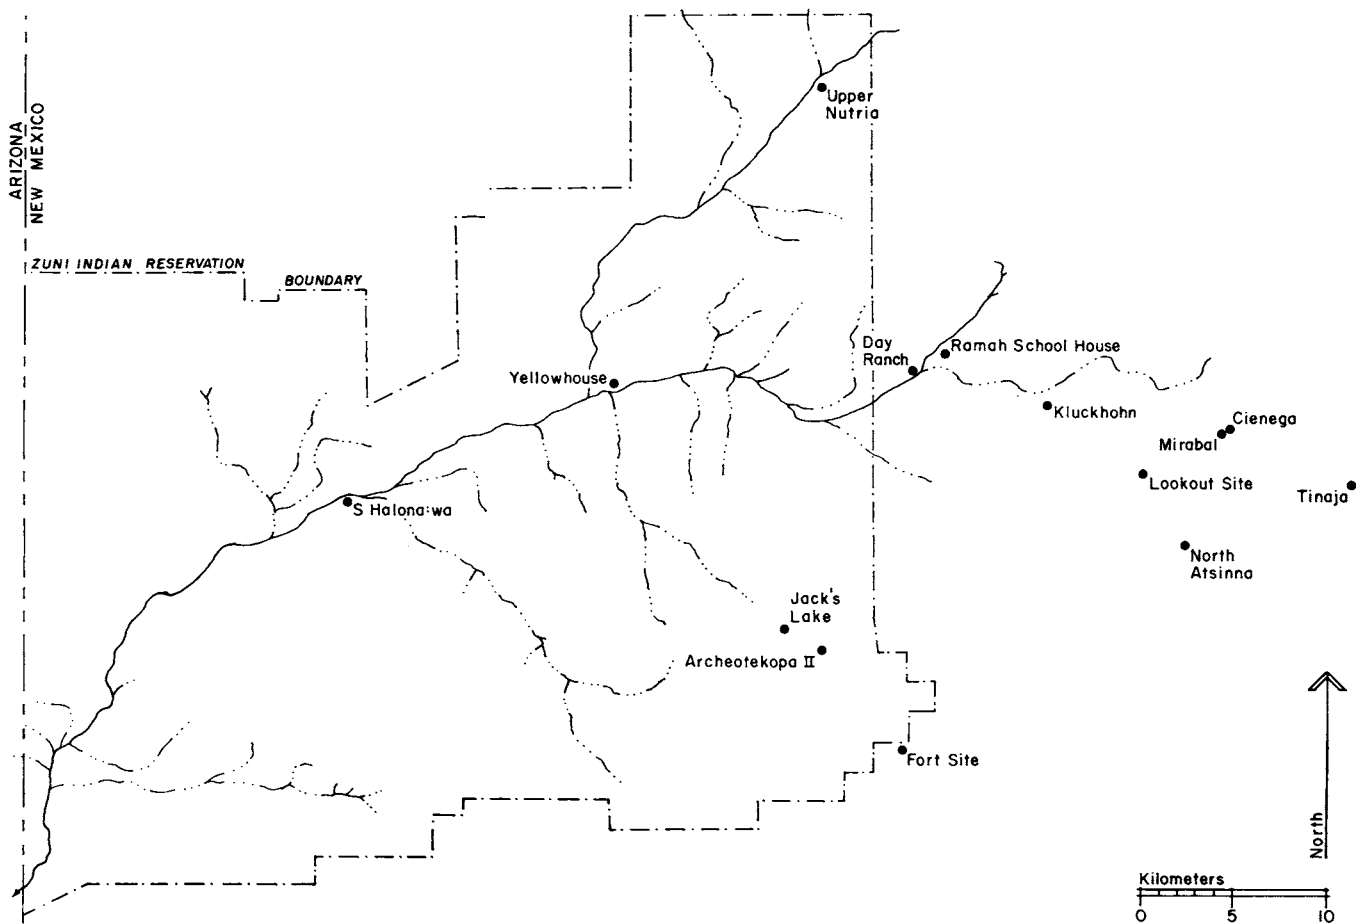 ARIZONA
NEW MEXICO
Upper
Nutria
ZUNI INDIAN RESERVATION
BOUNDARY
Day
Ranch
Ramah School House
Yellowhouse
Kluckhohn
Cienega
Mirabal
Lookout Site
Tinaja
S Halona:wa
North
Atsinna
Jack's
Lake
Archeotekopa II
Fort Site
North
Kilometers
0 5 10